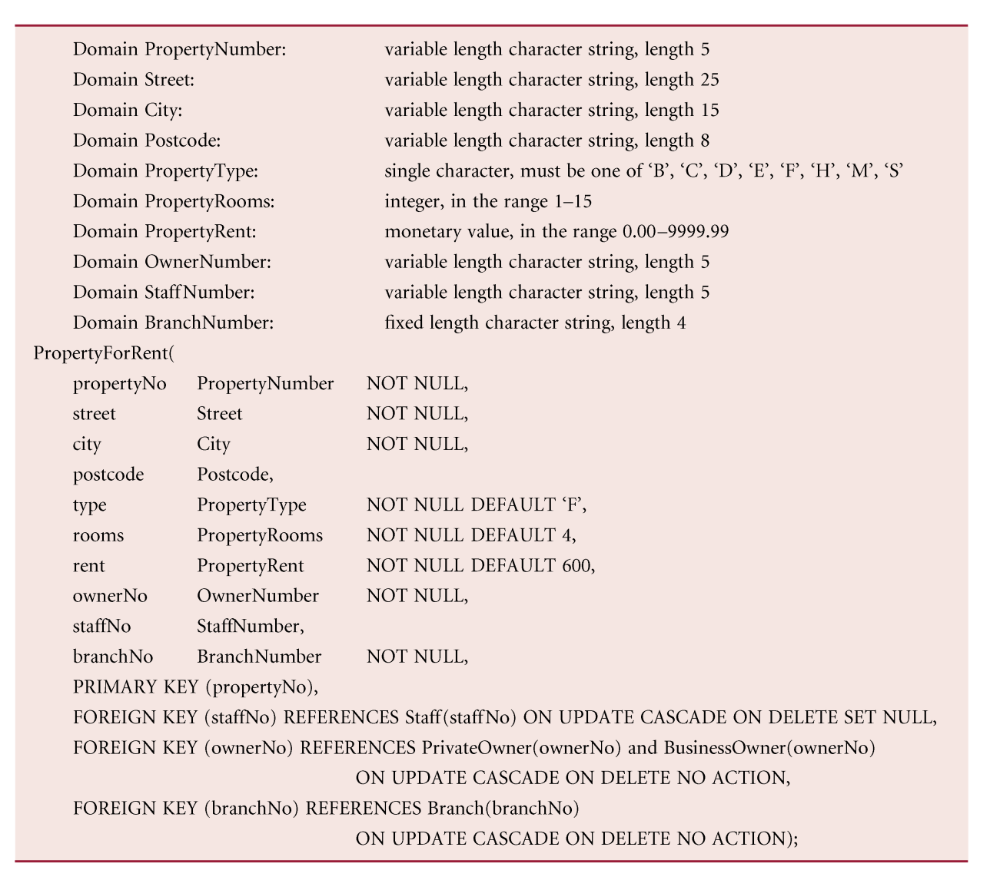 Domain PropertyNumber: variable length character string, length 5
Domain Street: variable length character string, length 25
Domain City: variable length character string, length 15
Domain Postcode: variable length character string, length 8
Domain PropertyType: single character, must be one of ‘B’, ‘C’, ‘D’, ‘E’, ‘F’, ‘H’, ‘M’, ‘S’
Domain PropertyRooms: integer, in the range 1–15
Domain PropertyRent: monetary value, in the range 0.00–9999.99
Domain OwnerNumber: variable length character string, length 5
Domain StaffNumber: variable length character string, length 5
Domain BranchNumber: fixed length character string, length 4
PropertyForRent(
propertyNo PropertyNumber NOT NULL,
street Street NOT NULL,
city City NOT NULL,
postcode Postcode,
type PropertyType NOT NULL DEFAULT ‘F’,
rooms PropertyRooms NOT NULL DEFAULT 4,
rent PropertyRent NOT NULL DEFAULT 600,
ownerNo OwnerNumber NOT NULL,
staffNo StaffNumber,
branchNo BranchNumber NOT NULL,
PRIMARY KEY (propertyNo),
FOREIGN KEY (staffNo) REFERENCES Staff(staffNo) ON UPDATE CASCADE ON DELETE SET NULL,
FOREIGN KEY (ownerNo) REFERENCES PrivateOwner(ownerNo) and BusinessOwner(ownerNo)
ON UPDATE CASCADE ON DELETE NO ACTION,
FOREIGN KEY (branchNo) REFERENCES Branch(branchNo)
ON UPDATE CASCADE ON DELETE NO ACTION);